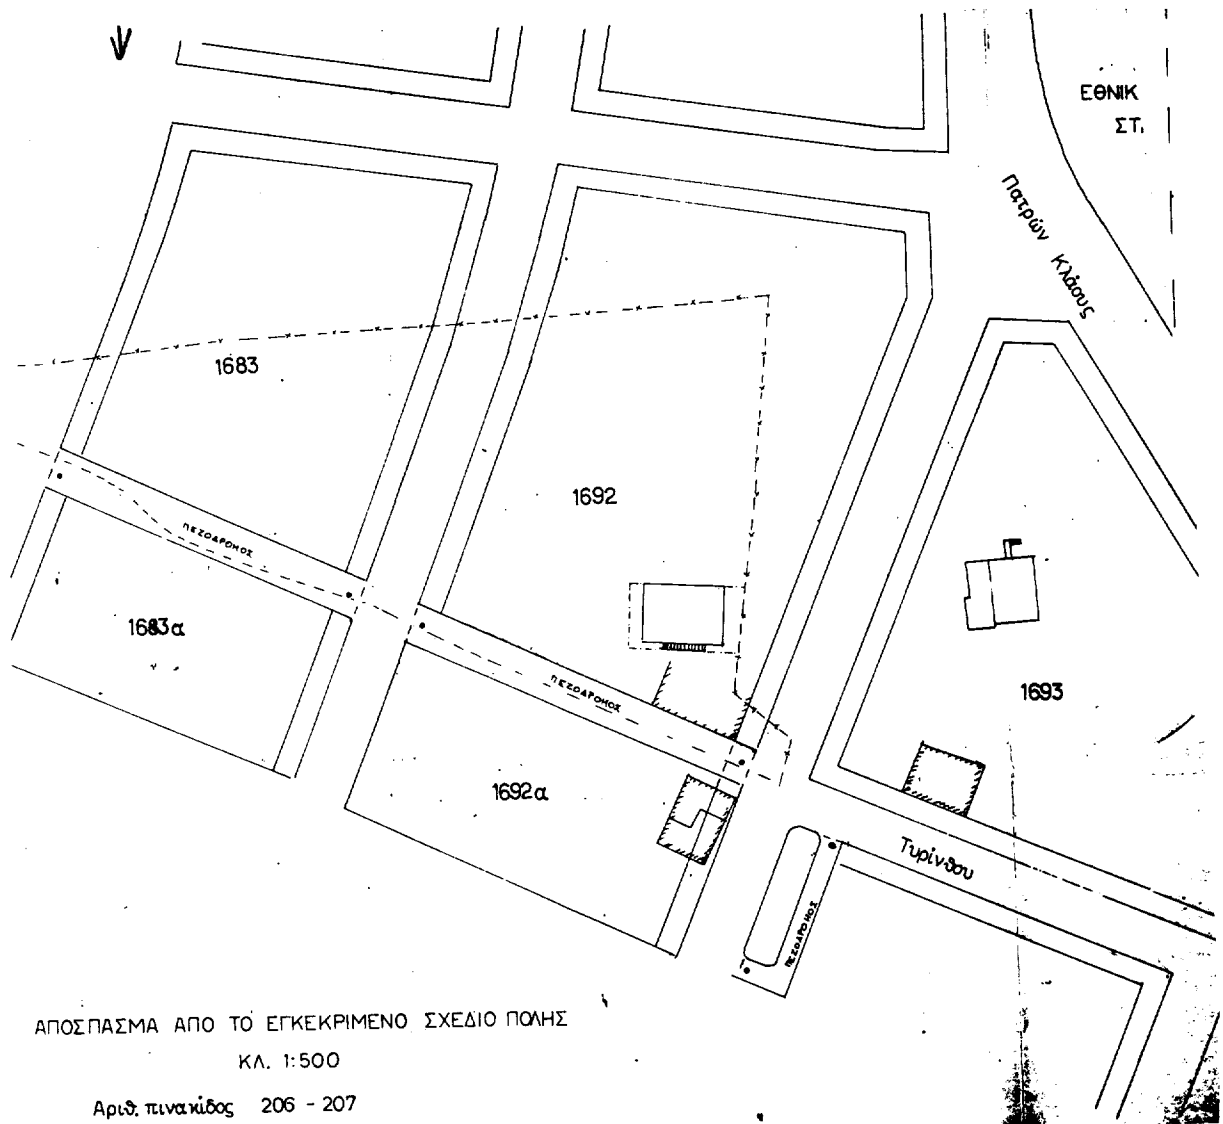 ΕΘΝΙΚ
ΣΤ.
Πατρών Κλάους
1683
1692
ΠΕΖΟΔΡΟΜΟΣ
1683α
ΠΕΖΟΔΡΟΜΟΣ
1693
1692α
Τυρίνθου
ΠΕΖΟΔΡΟΜΟΣ
ΑΠΟΣΠΑΣΜΑ ΑΠΟ ΤΟ ΕΓΚΕΚΡΙΜΕΝΟ ΣΧΕΔΙΟ ΠΟΛΗΣ
ΚΛ. 1:500
Αριθ. πινακίδος 206 - 207